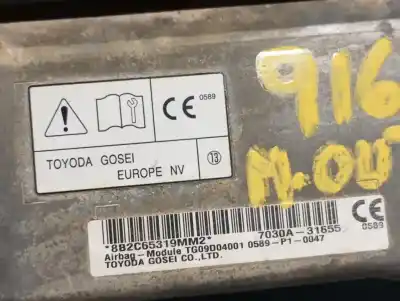 CE 0589
TOYODA GOSEI
EUROPE NV
13
916
*8B2C65319MM2*
7030A-31655
Airbag-Module TG09D04001 0589-P1-0047
TOYODA GOSEI CO.,LTD.
CE
0589